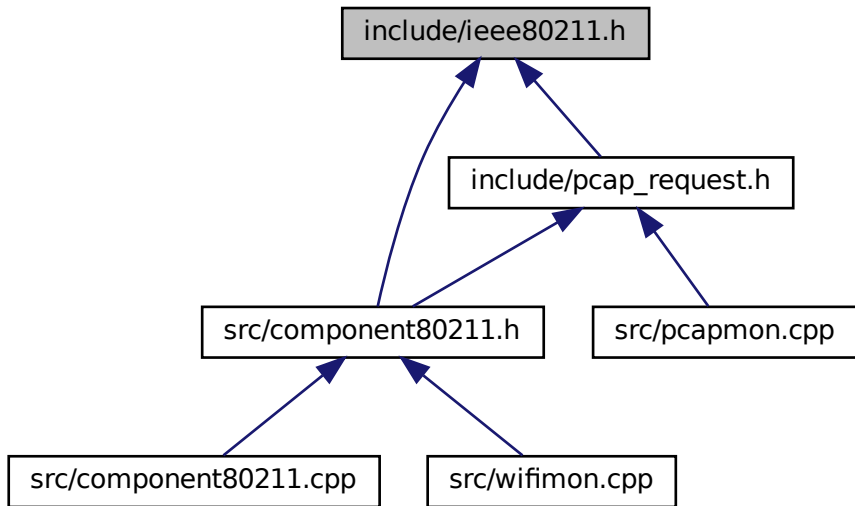 include/ieee80211.h
include/pcap_request.h
src/component80211.h
src/pcapmon.cpp
src/component80211.cpp
src/wifimon.cpp